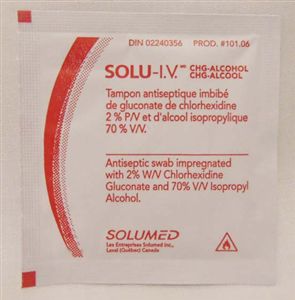 DIN 02240356 PROD. #101.06
SOLU-I.V.MD CHG-ALCOHOL
CHG-ALCOOL
Tampon antiseptique imbibé
de gluconate de chlorhexidine
2 % P/V et d'alcool isopropylique
70 % V/V.
Antiseptic swab impregnated
with 2% W/V Chlorhexidine
Gluconate and 70% V/V Isopropyl
Alcohol.
SOLUMED
Les Entreprises Solumed inc.,
Laval (Québec) Canada